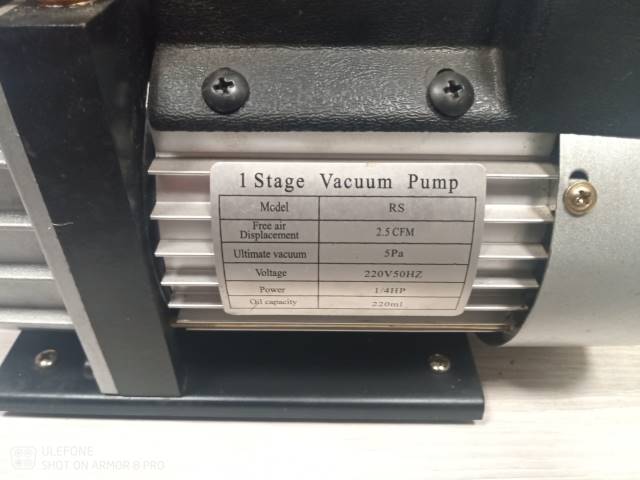 1 Stage Vacuum Pump
Model RS
Free air
Displacement 2.5 CFM
Ultimate vacuum 5Pa
Voltage 220V50HZ
Power 1/4HP
Oil capacity 220ml
ULEFONE
SHOT ON ARMOR 8 PRO